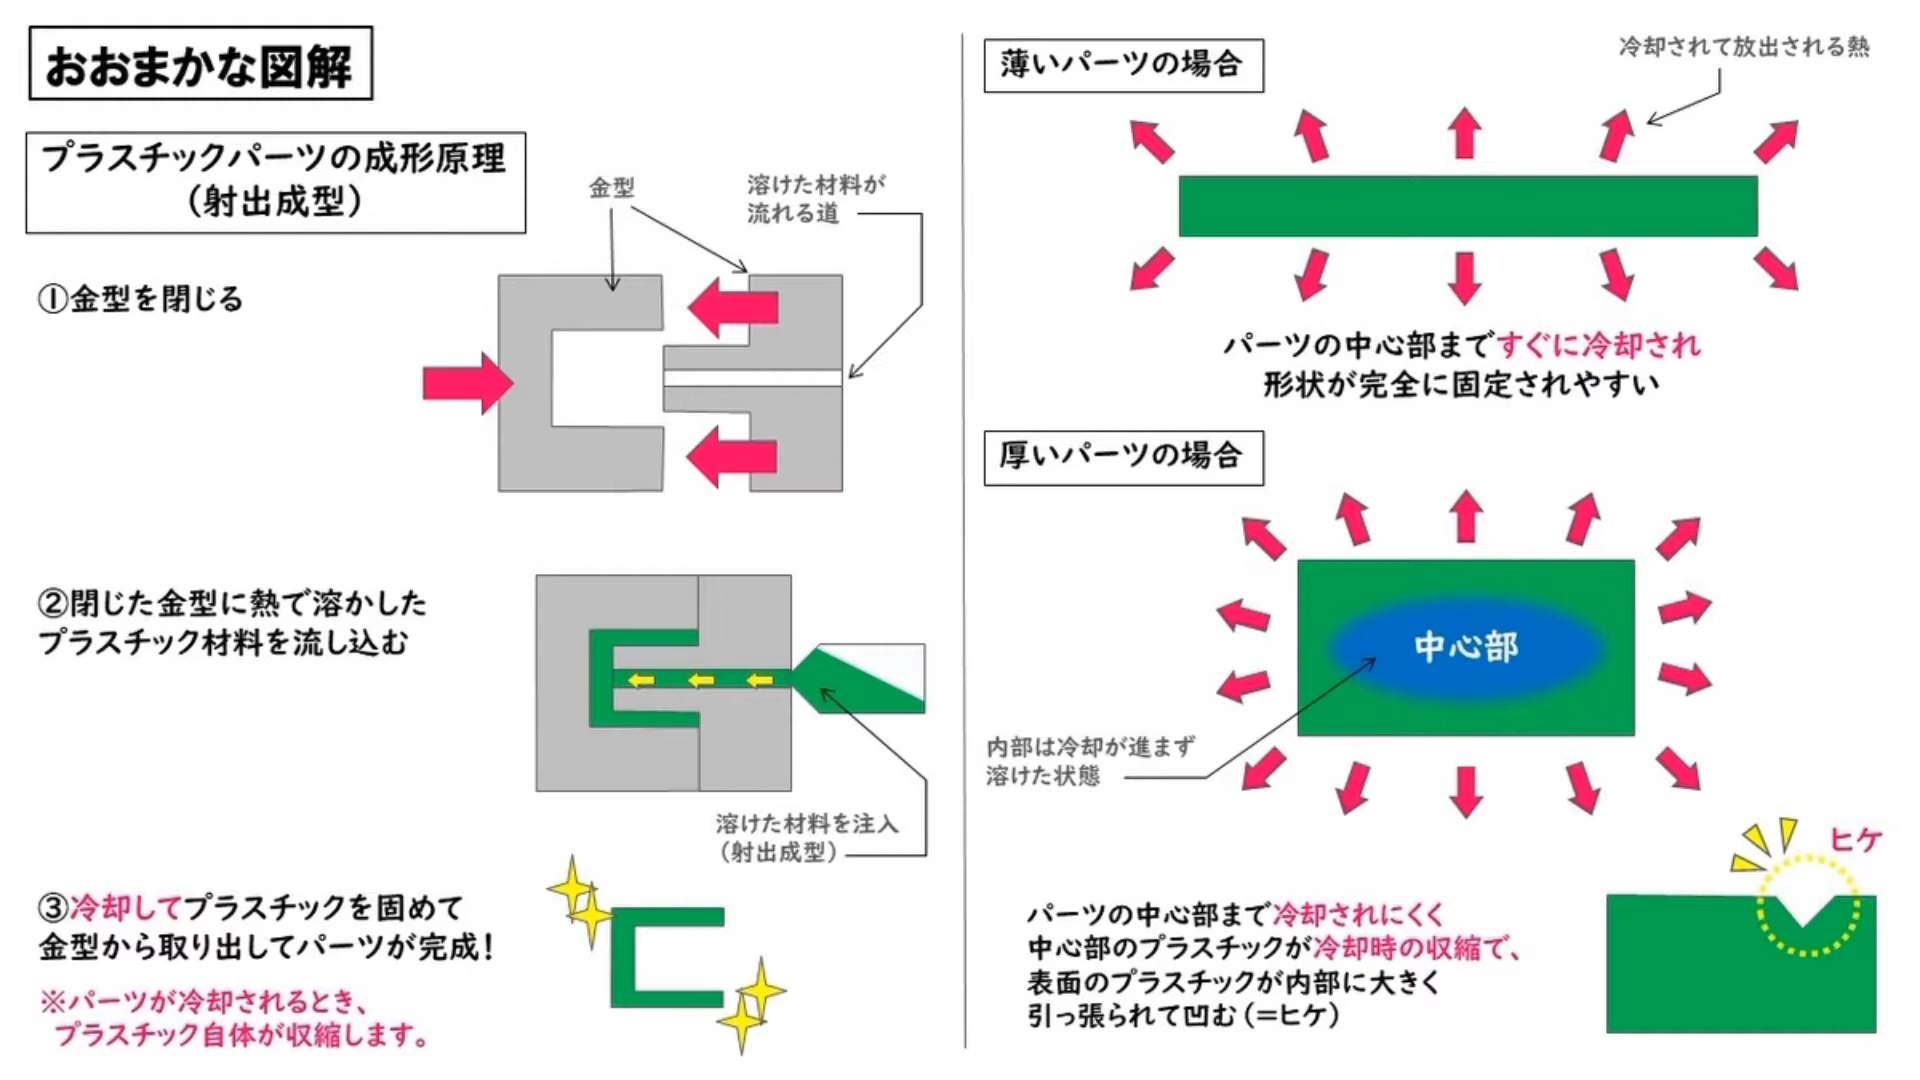 おおまかな図解
プラスチックパーツの成形原理
（射出成型）
金型
溶けた材料が
流れる道
①金型を閉じる
②閉じた金型に熱で溶かした
プラスチック材料を流し込む
溶けた材料を注入
（射出成型）
③冷却してプラスチックを固めて
金型から取り出してパーツが完成！
※パーツが冷却されるとき、
プラスチック自体が収縮します。
薄いパーツの場合
冷却されて放出される熱
パーツの中心部まですぐに冷却され
形状が完全に固定されやすい
厚いパーツの場合
中心部
内部は冷却が進まず
溶けた状態
ヒケ
パーツの中心部まで冷却されにくく
中心部のプラスチックが冷却時の収縮で、
表面のプラスチックが内部に大きく
引っ張られて凹む（＝ヒケ）